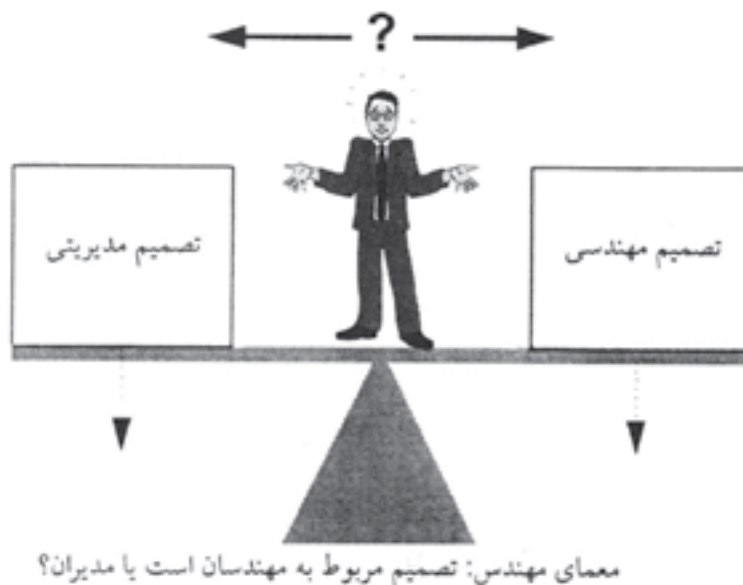 ?
تصمیم مهندسی
تصمیم مدیریتی
معمای مهندس: تصمیم مربوط به مهندسان است یا مدیران؟